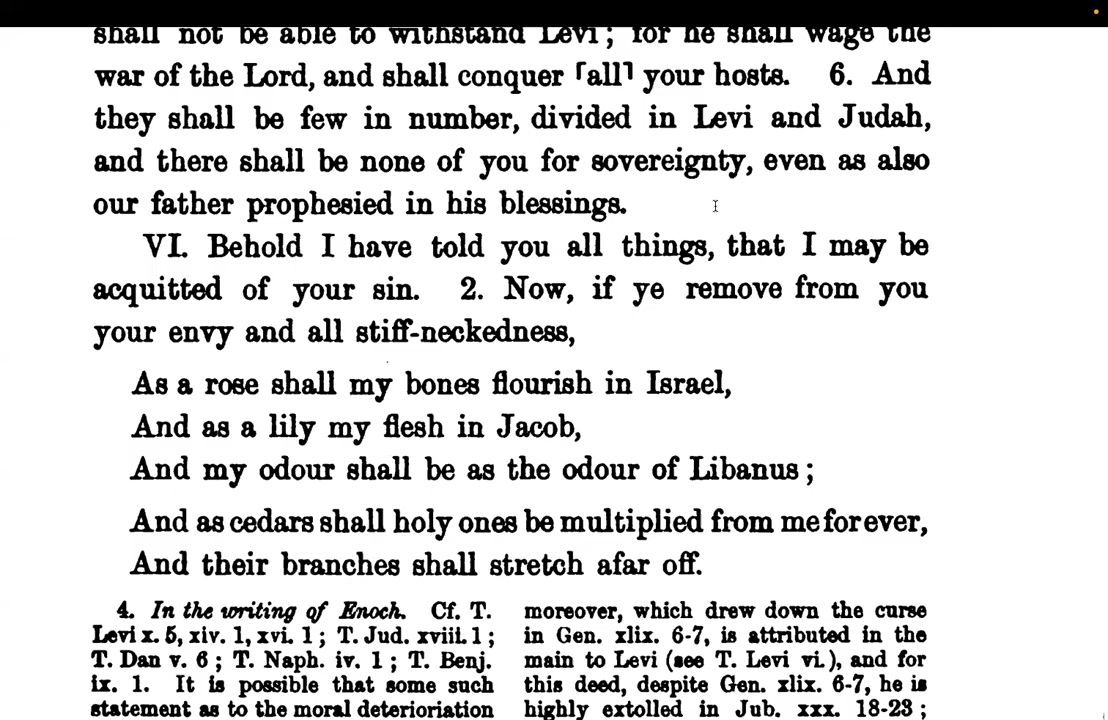 shall not be able to withstand Levi; for he shall wage the
war of the Lord, and shall conquer ⌜all⌝ your hosts. 6. And
they shall be few in number, divided in Levi and Judah,
and there shall be none of you for sovereignty, even as also
our father prophesied in his blessings.
VI. Behold I have told you all things, that I may be
acquitted of your sin. 2. Now, if ye remove from you
your envy and all stiff-neckedness,
As a rose shall my bones flourish in Israel,
And as a lily my flesh in Jacob,
And my odour shall be as the odour of Libanus;
And as cedars shall holy ones be multiplied from me for ever,
And their branches shall stretch afar off.
4. In the writing of Enoch. Cf. T.
Levi x. 5, xiv. 1, xvi. 1; T. Jud. xviii. 1;
T. Dan v. 6; T. Naph. iv. 1; T. Benj.
ix. 1. It is possible that some such
statement as to the moral deterioration
moreover, which drew down the curse
in Gen. xlix. 6-7, is attributed in the
main to Levi (see T. Levi vi.), and for
this deed, despite Gen. xlix. 6-7, he is
highly extolled in Jub. xxx. 18-23;